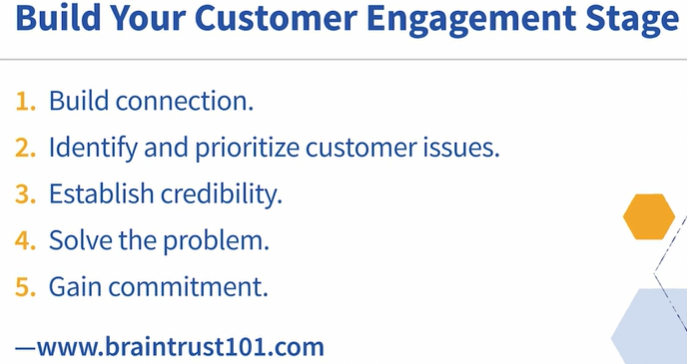 Build Your Customer Engagement Stage
1. Build connection.
2. Identify and prioritize customer issues.
3. Establish credibility.
4. Solve the problem.
5. Gain commitment.
—www.braintrust101.com